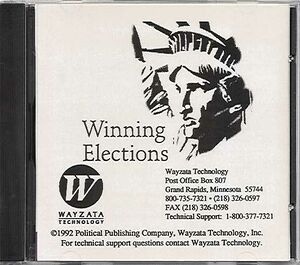 Winning
Elections
W
WAYZATA
TECHNOLOGY
Wayzata Technology
Post Office Box 807
Grand Rapids, Minnesota 55744
800-735-7321 • (218) 326-0597
FAX (218) 326-0598
Technical Support: 1-800-377-7321
©1992 Political Publishing Company, Wayzata Technology, Inc.
For technical support questions contact Wayzata Technology.